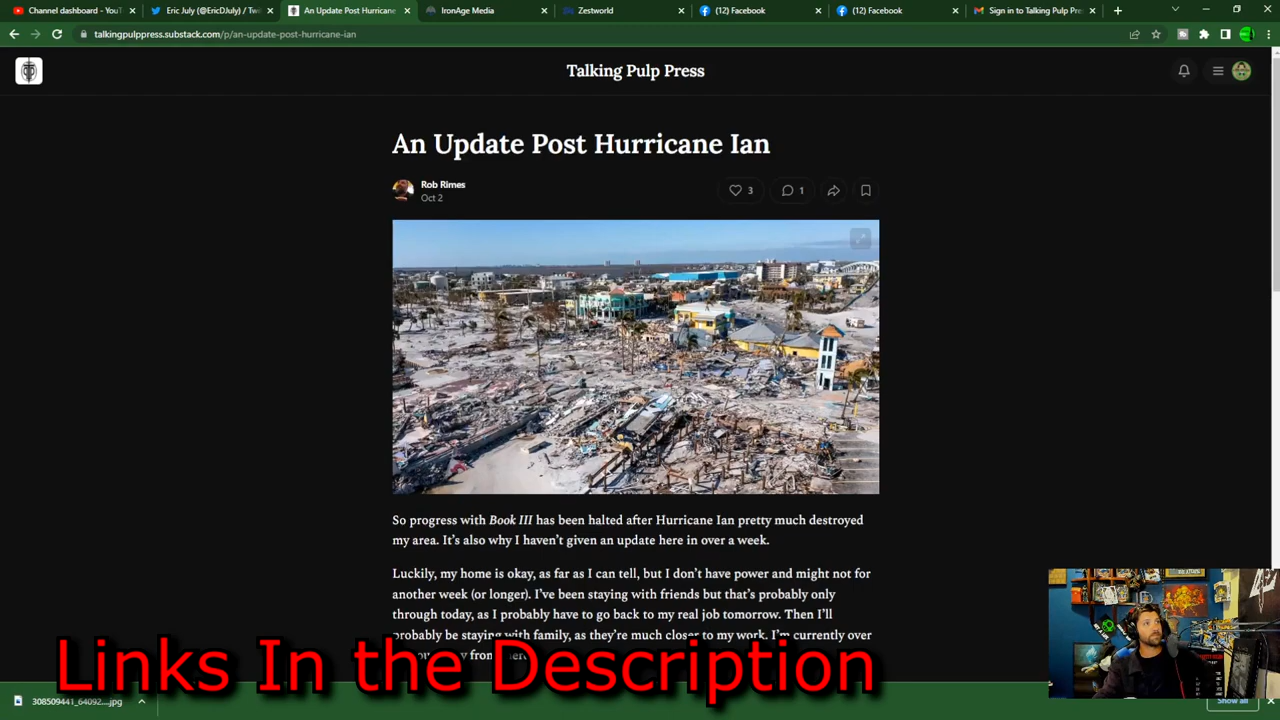 Channel dashboard - YouT
Eric July (@EricDJuly) / Twi
An Update Post Hurricane
IronAge Media
Zestworld
(12) Facebook
(12) Facebook
Sign in to Talking Pulp Pres
talkingpulppress.substack.com/p/an-update-post-hurricane-ian
Talking Pulp Press
An Update Post Hurricane Ian
Rob Rimes
Oct 2
3
1
So progress with Book III has been halted after Hurricane Ian pretty much destroyed
my area. It's also why I haven't given an update here in over a week.
Luckily, my home is okay, as far as I can tell, but I don't have power and might not for
another week (or longer). I've been staying with friends but that's probably only
through today, as I probably have to go back to my real job tomorrow. Then I'll
probably be staying with family, as they're much closer to my work. I'm currently over
Links In the Description
308509441_64092....jpg
Show all